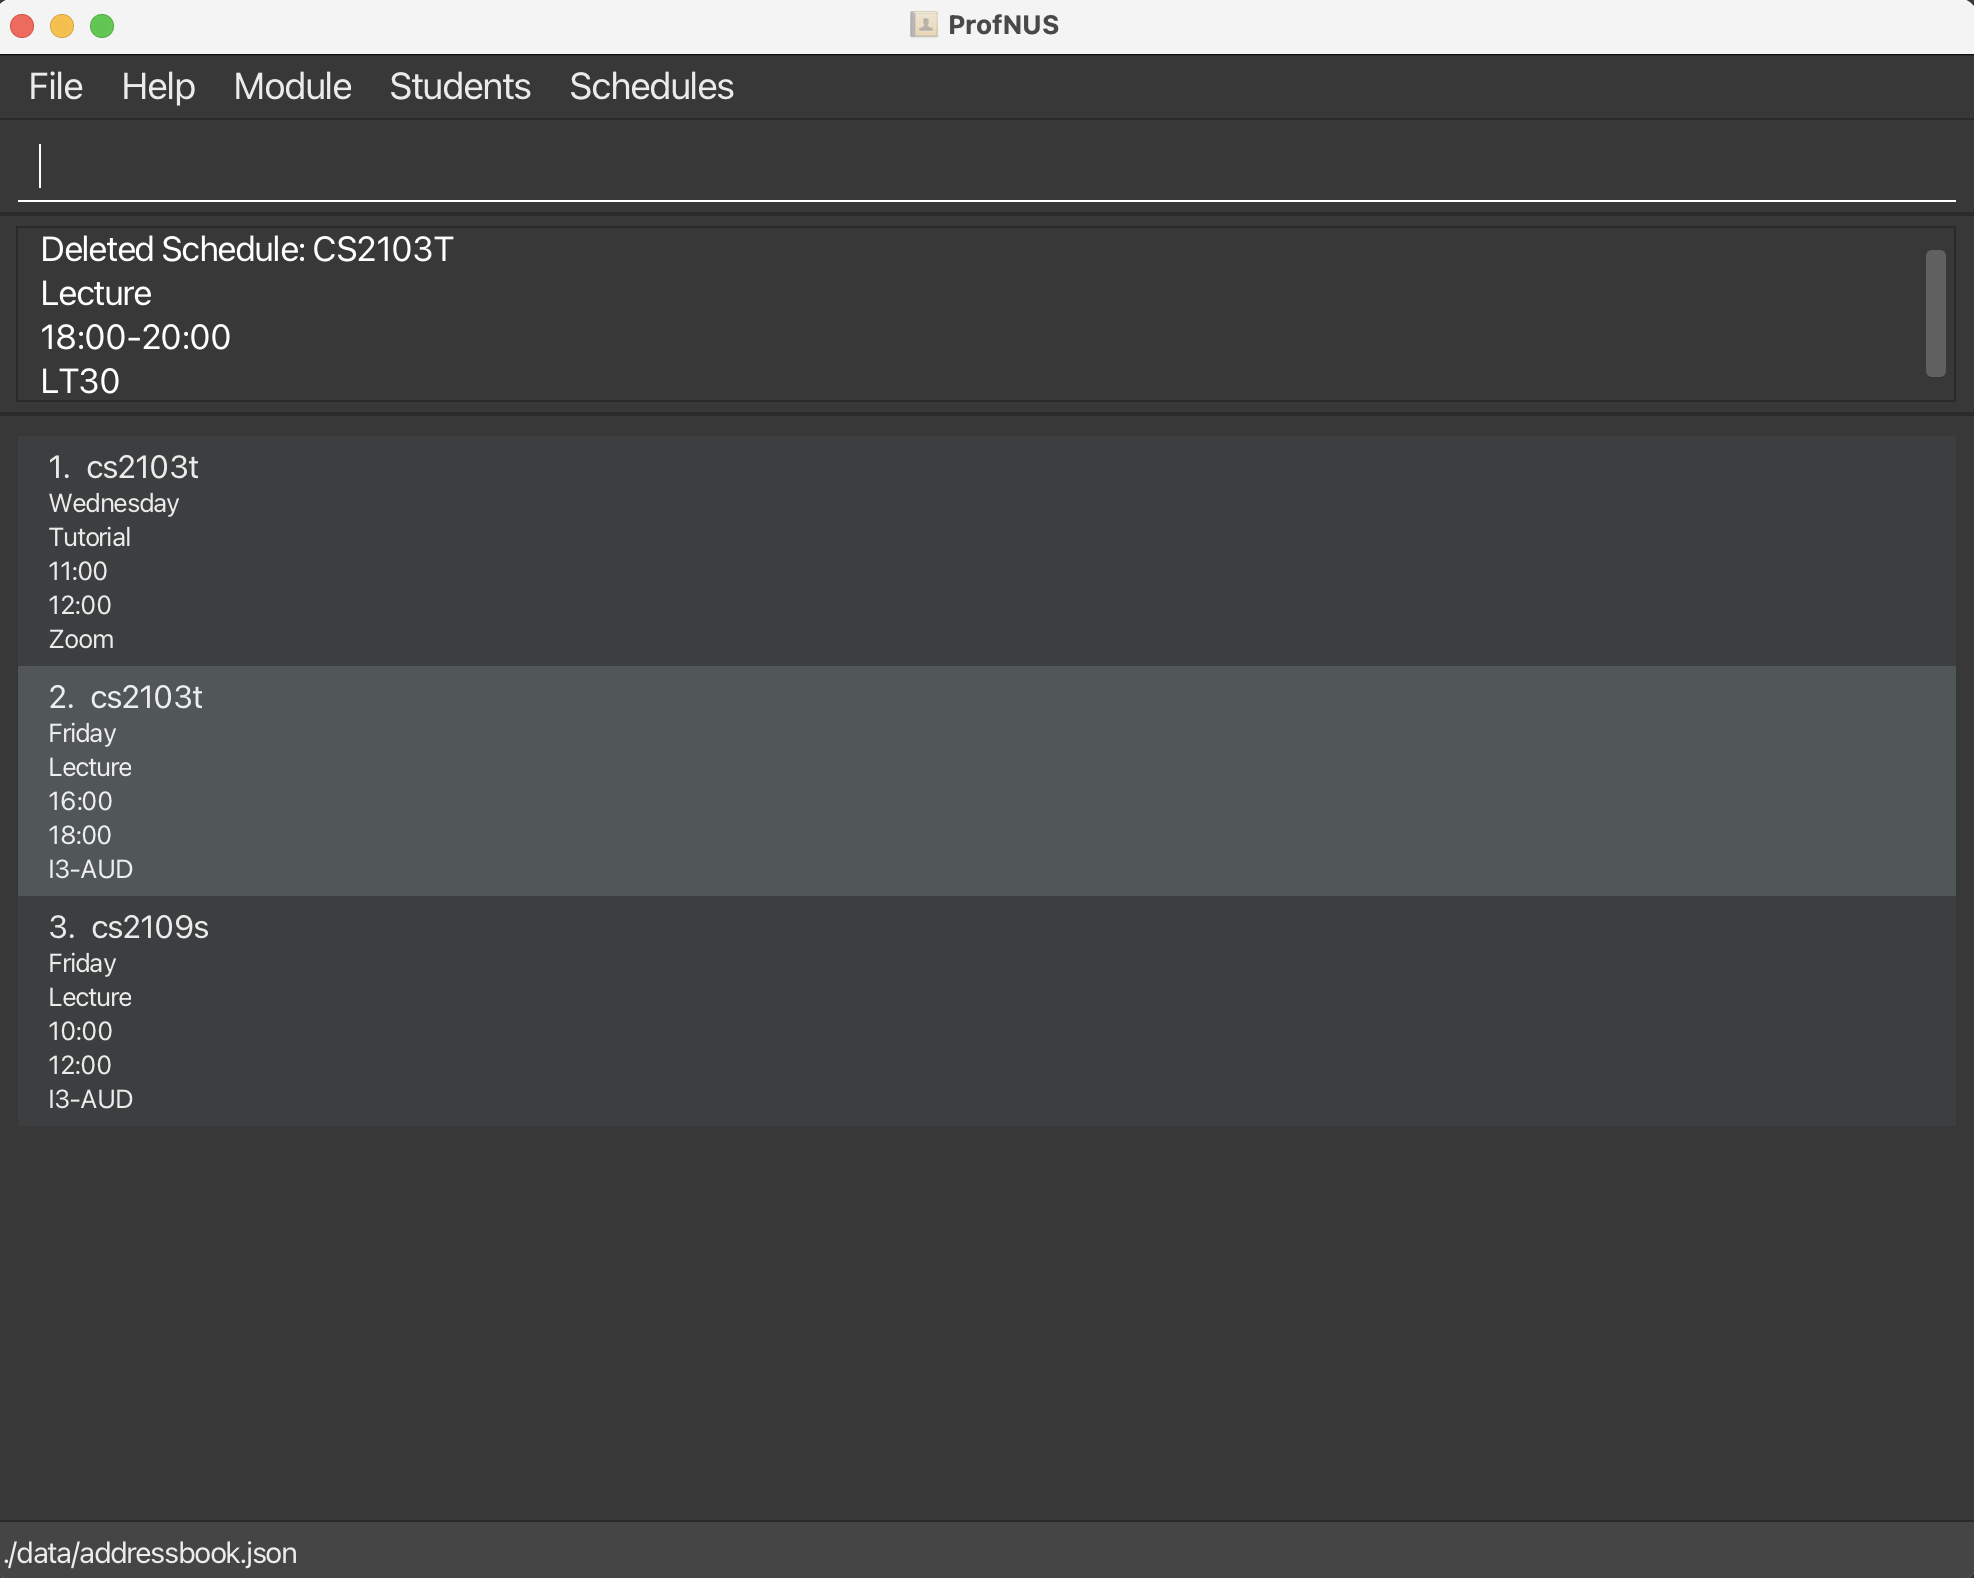 ProfNUS
File Help Module Students Schedules
Deleted Schedule: CS2103T
Lecture
18:00-20:00
LT30
1. cs2103t
Wednesday
Tutorial
11:00
12:00
Zoom
2. cs2103t
Friday
Lecture
16:00
18:00
I3-AUD
3. cs2109s
Friday
Lecture
10:00
12:00
I3-AUD
./data/addressbook.json